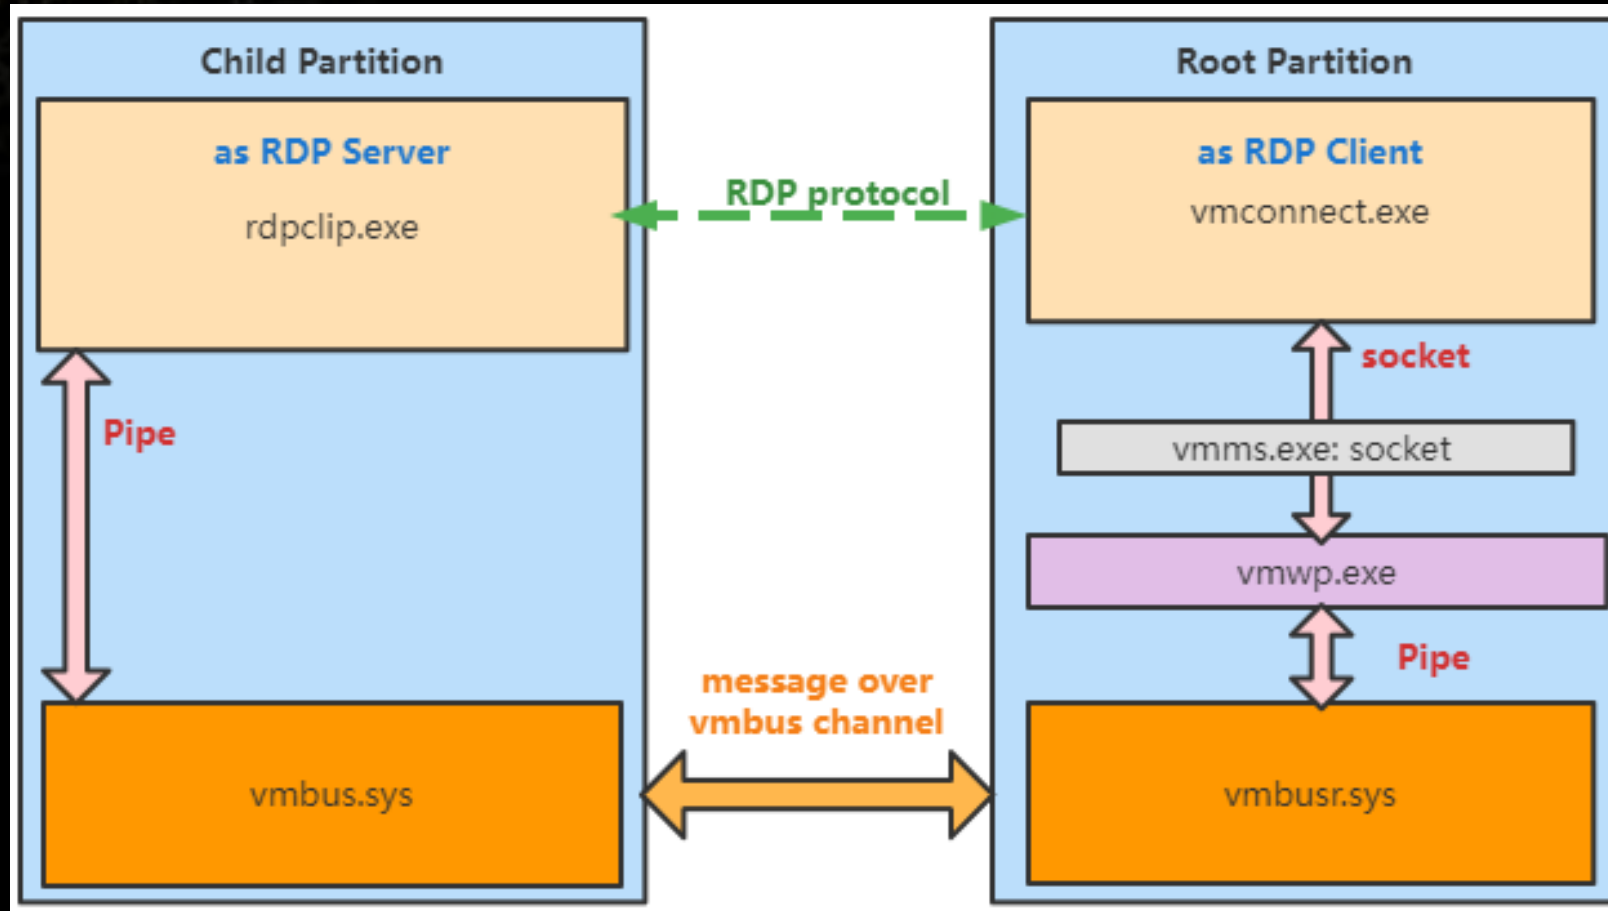 Child Partition
as RDP Server
rdpclip.exe
Pipe
vmbus.sys
RDP protocol
message over
vmbus channel
Root Partition
as RDP Client
vmconnect.exe
socket
vmms.exe: socket
vmwp.exe
Pipe
vmbusr.sys